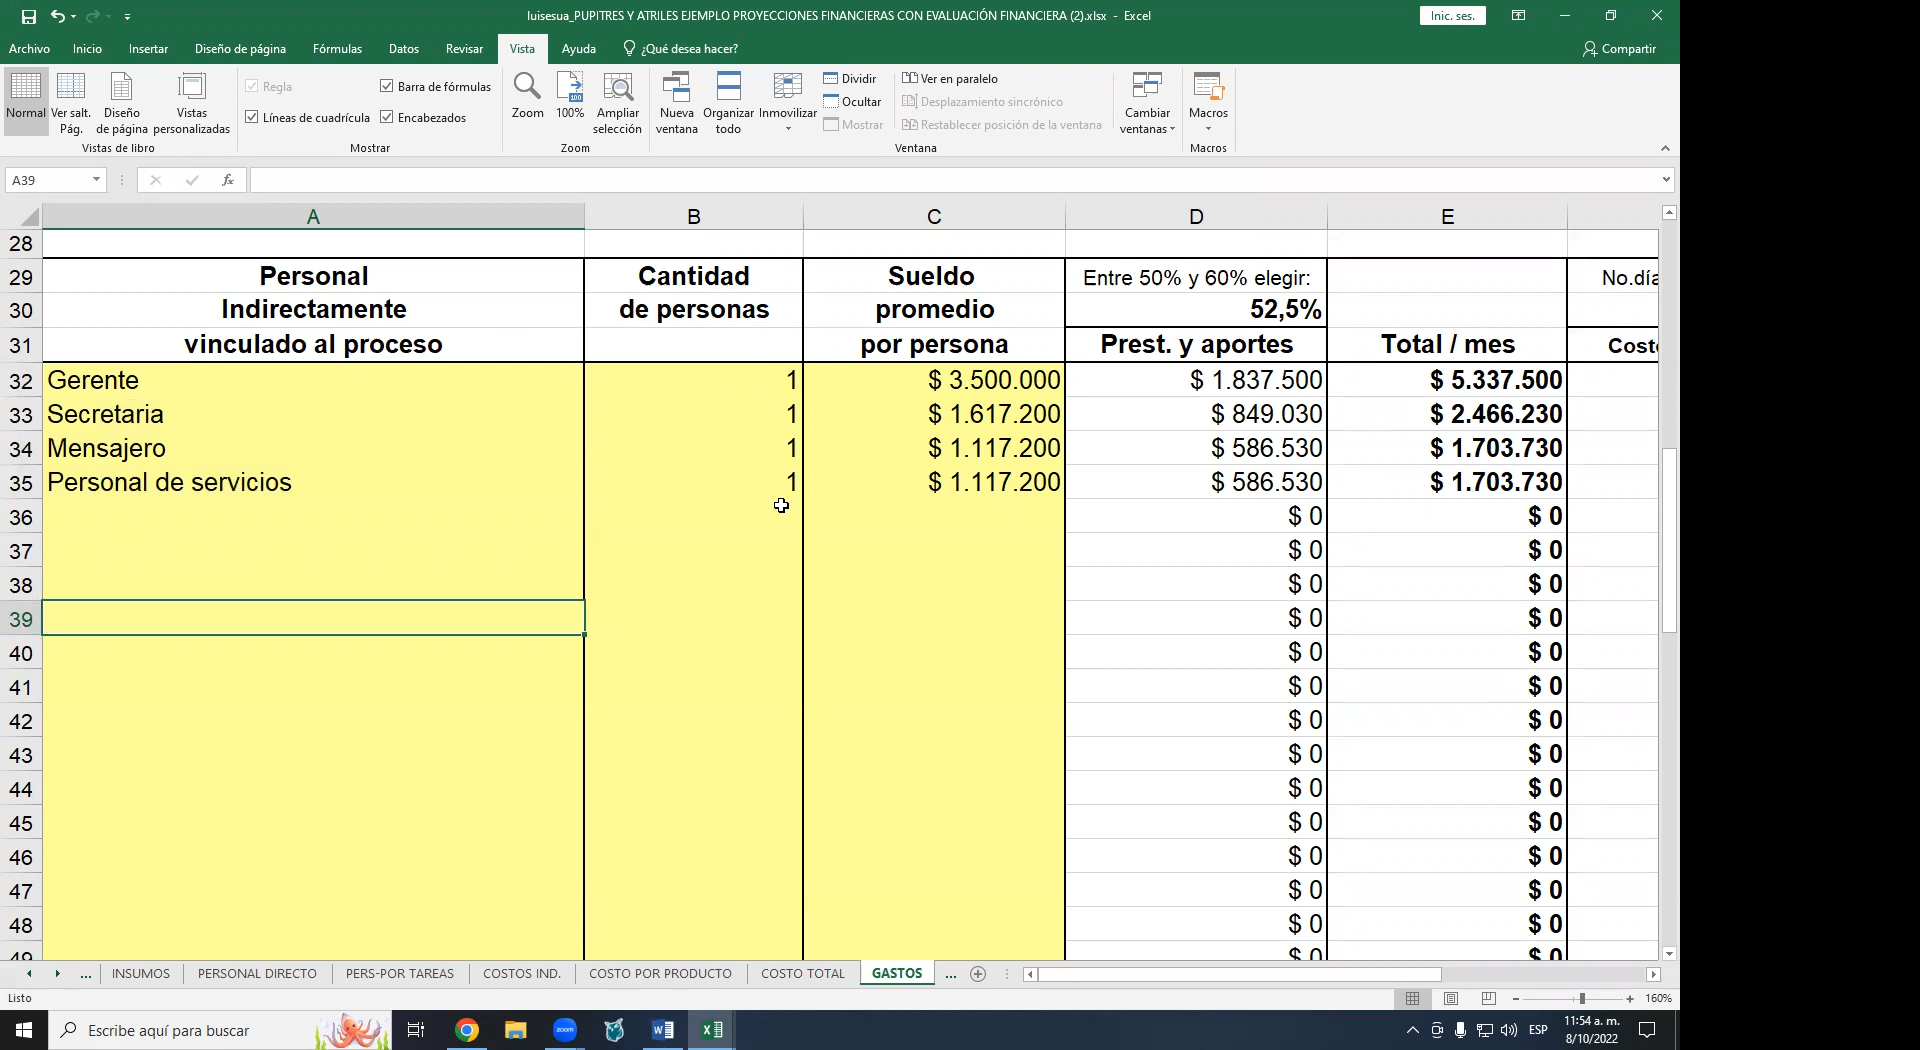 luisesua_PUPITRES Y ATRILES EJEMPLO PROYECCIONES FINANCIERAS CON EVALUACIÓN FINANCIERA (2).xlsx - Excel
Inic. ses.
Archivo Inicio Insertar Diseño de página Fórmulas Datos Revisar Vista Ayuda ¿Qué desea hacer? Compartir
Normal
Ver salt. Pág.
Diseño de página
Vistas personalizadas
Vistas de libro
Regla
Barra de fórmulas
Líneas de cuadrícula
Encabezados
Mostrar
Zoom
100
100%
Ampliar selección
Zoom
Nueva ventana
Organizar todo
Inmovilizar
Dividir
Ocultar
Mostrar
Ver en paralelo
Desplazamiento sincrónico
Restablecer posición de la ventana
Cambiar ventanas
Ventana
Macros
Macros
A39
fx
A B C D E
28
29 Personal Cantidad Sueldo Entre 50% y 60% elegir: No.día
30 Indirectamente de personas promedio 52,5%
31 vinculado al proceso por persona Prest. y aportes Total / mes Cost
32 Gerente 1 $ 3.500.000 $ 1.837.500 $ 5.337.500
33 Secretaria 1 $ 1.617.200 $ 849.030 $ 2.466.230
34 Mensajero 1 $ 1.117.200 $ 586.530 $ 1.703.730
35 Personal de servicios 1 $ 1.117.200 $ 586.530 $ 1.703.730
36 $ 0 $ 0
37 $ 0 $ 0
38 $ 0 $ 0
39 $ 0 $ 0
40 $ 0 $ 0
41 $ 0 $ 0
42 $ 0 $ 0
43 $ 0 $ 0
44 $ 0 $ 0
45 $ 0 $ 0
46 $ 0 $ 0
47 $ 0 $ 0
48 $ 0 $ 0
49 $ 0 $ 0
... INSUMOS PERSONAL DIRECTO PERS-POR TAREAS COSTOS IND. COSTO POR PRODUCTO COSTO TOTAL GASTOS ...
Listo
160%
Escribe aquí para buscar
zoom
ESP
11:54 a. m.
8/10/2022